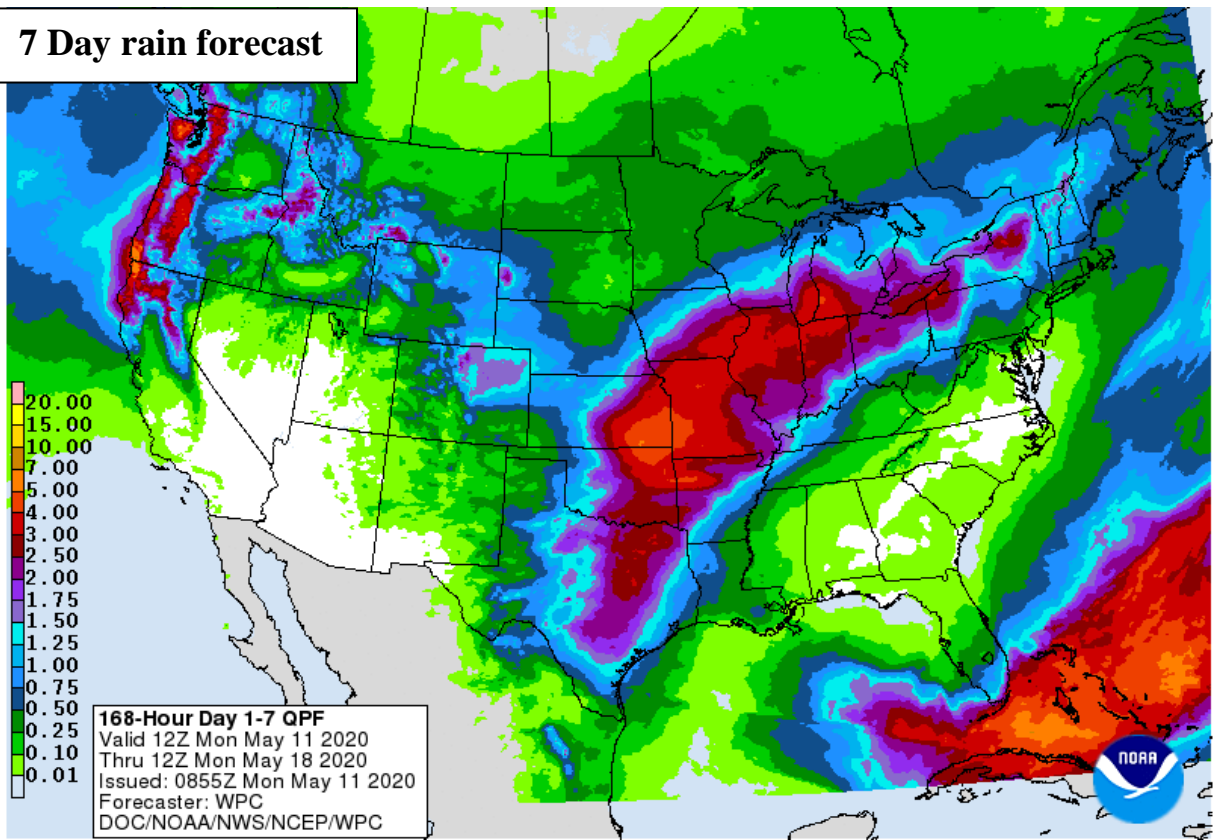 7 Day rain forecast
20.00
15.00
10.00
7.00
5.00
4.00
3.00
2.50
2.00
1.75
1.50
1.25
1.00
0.75
0.50
0.25
0.10
0.01
168-Hour Day 1-7 QPF
Valid 12Z Mon May 11 2020
Thru 12Z Mon May 18 2020
Issued: 0855Z Mon May 11 2020
Forecaster: WPC
DOC/NOAA/NWS/NCEP/WPC
NOAA